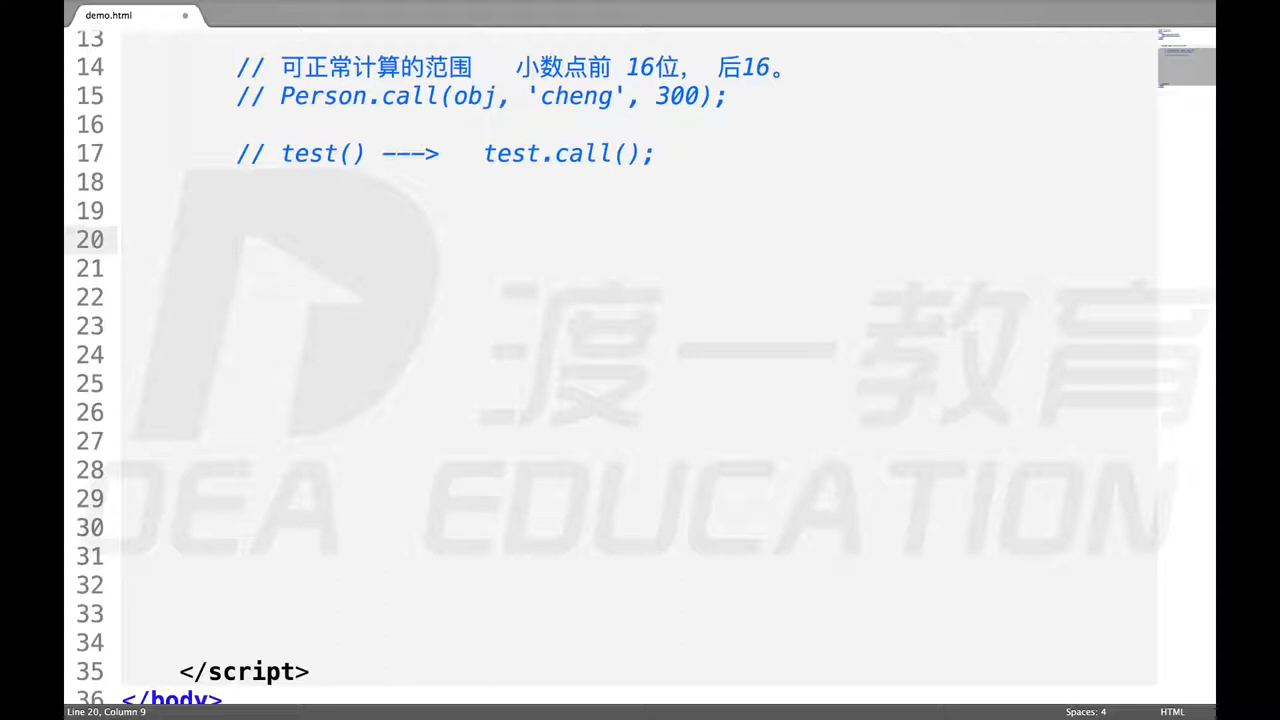 demo.html
13
14 // 可正常计算的范围 小数点前 16位, 后16。
15 // Person.call(obj, 'cheng', 300);
16
17 // test() ---> test.call();
18
19
20
21
22
23
24
25
26
27
28
29
30
31
32
33
34
35 </script>
36 </body>
渡一教育
DEA EDUCATION
Line 20, Column 9 Spaces: 4 HTML